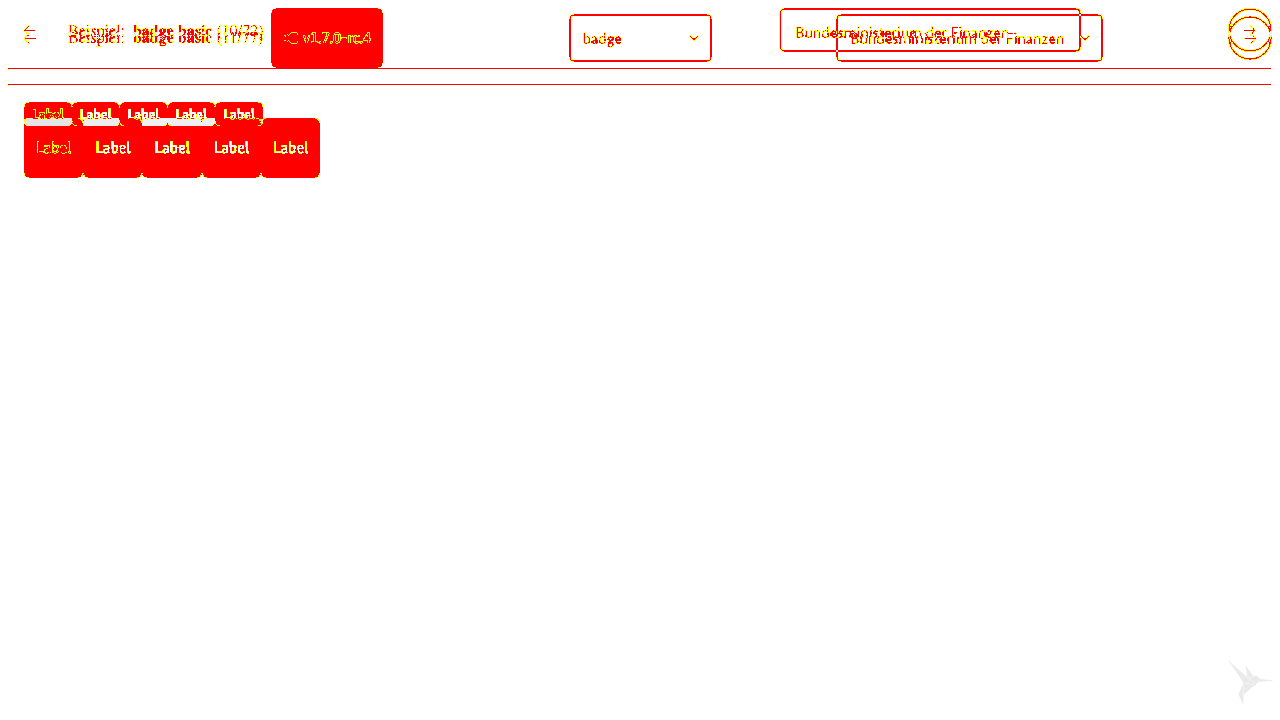 Beispiel: badge basic (10/72)
Beispiel: badge basic (11/77)
v1.7.0-rc.4
badge
Bundesministerium der Finanzen
Bundesministerium der Finanzen
Label Label Label Label Label
Label Label Label Label Label